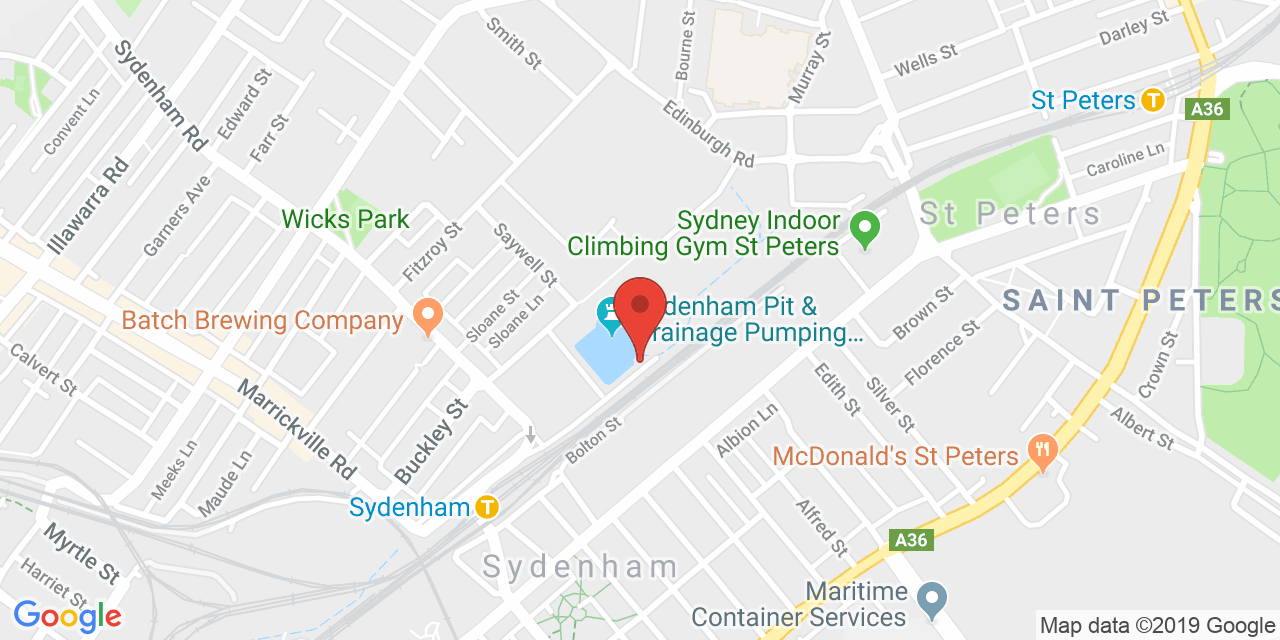 Smith St
Bourne St
Murray St
Wells St
Darley St
Sydenham Rd
Convent Ln
Edward St
Farr St
Edinburgh Rd
St Peters
T
A36
Caroline Ln
Illawarra Rd
Garners Ave
Wicks Park
Fitzroy St
Saywell St
Sydney Indoor
Climbing Gym St Peters
St Peters
SAINT PETERS
Sloane St
Sloane Ln
Batch Brewing Company
denham Pit &
rainage Pumping...
Brown St
Florence St
Crown St
Calvert St
Marrickville Rd
Buckley St
Bolton St
Albion Ln
Edith St
Silver St
Albert St
McDonald's St Peters
Meeks Ln
Maude Ln
Sydenham
T
Alfred St
A36
Myrtle St
Harriet St
Sydenham
Maritime
Container Services
Google
Map data ©2019 Google